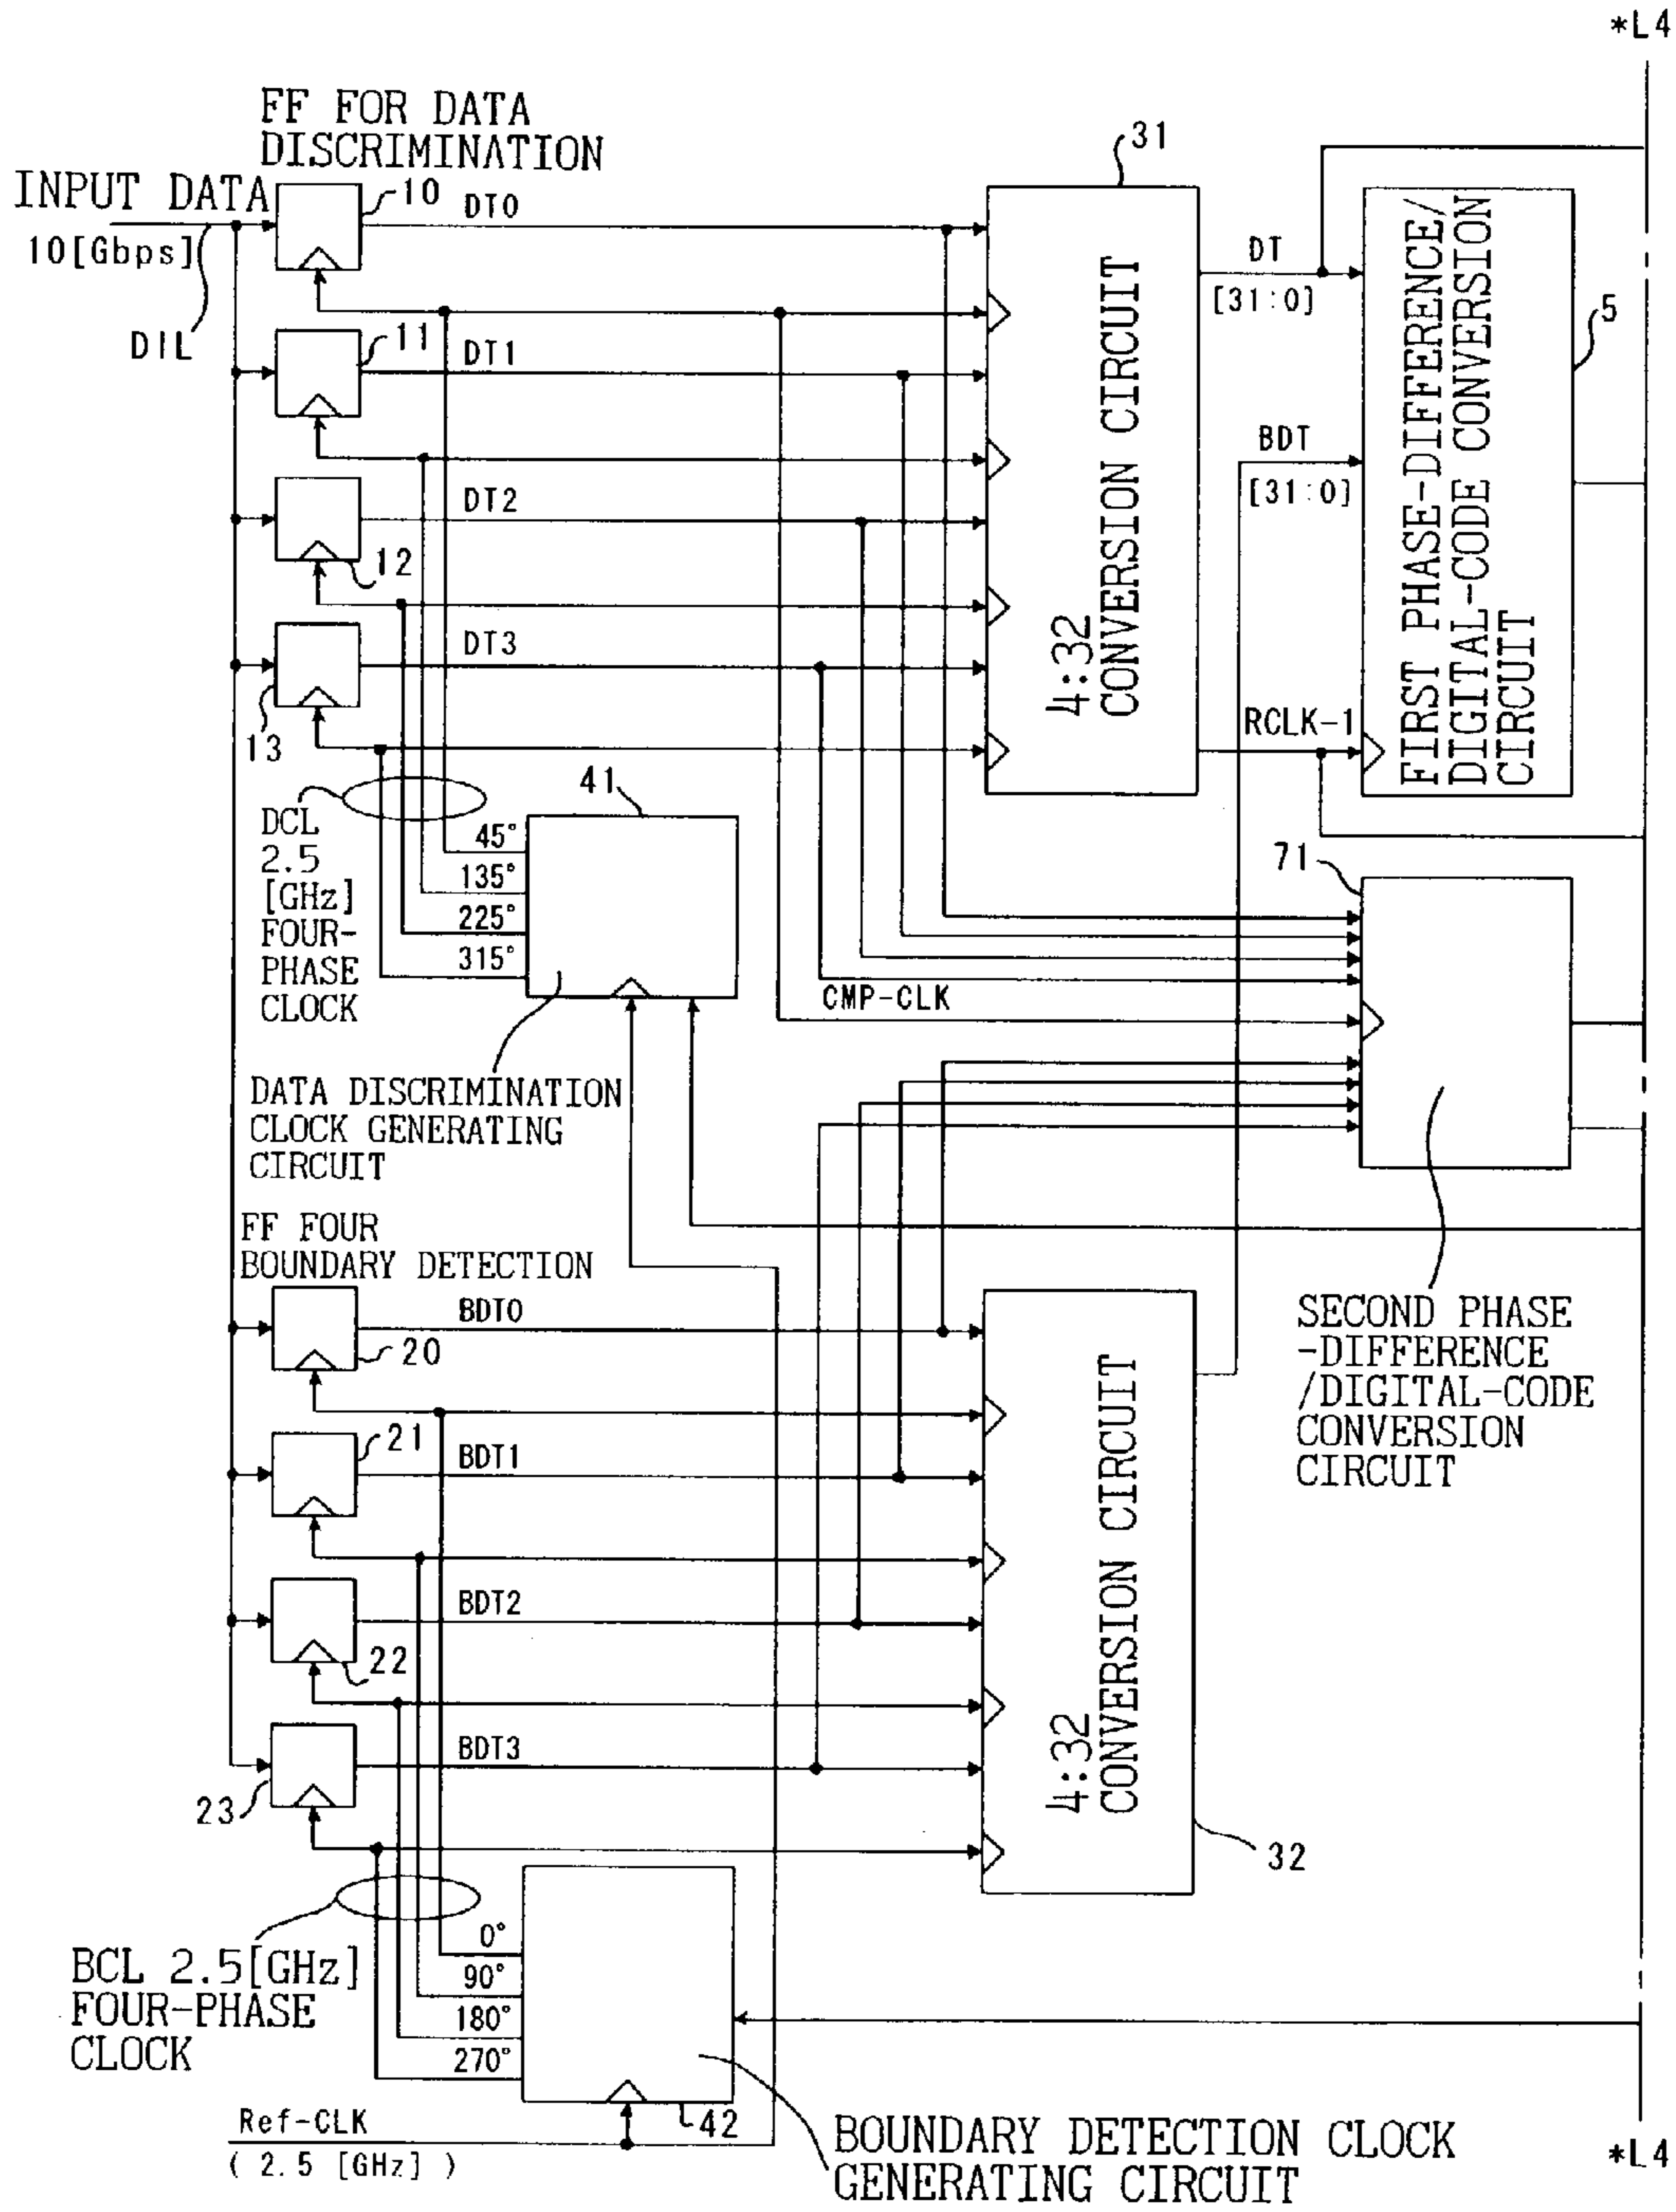 *L4
FF FOR DATA
DISCRIMINATION
31
INPUT DATA
10
DT0
10[Gbps]
DIL
DT
[31:0]
5
11
DT1
BDT
[31:0]
DT2
12
DT3
13
4:32
CONVERSION CIRCUIT
RCLK-1
FIRST PHASE-DIFFERENCE/
DIGITAL-CODE CONVERSION
CIRCUIT
41
DCL
2.5
[GHz]
FOUR-
PHASE
CLOCK
45°
135°
225°
315°
71
CMP-CLK
DATA DISCRIMINATION
CLOCK GENERATING
CIRCUIT
FF FOUR
BOUNDARY DETECTION
BDT0
20
SECOND PHASE
-DIFFERENCE
/DIGITAL-CODE
CONVERSION
CIRCUIT
21
BDT1
BDT2
22
BDT3
23
4:32
CONVERSION CIRCUIT
32
BCL 2.5[GHz]
FOUR-PHASE
CLOCK
0°
90°
180°
270°
Ref-CLK
( 2.5 [GHz] )
42
BOUNDARY DETECTION CLOCK
GENERATING CIRCUIT
*L4